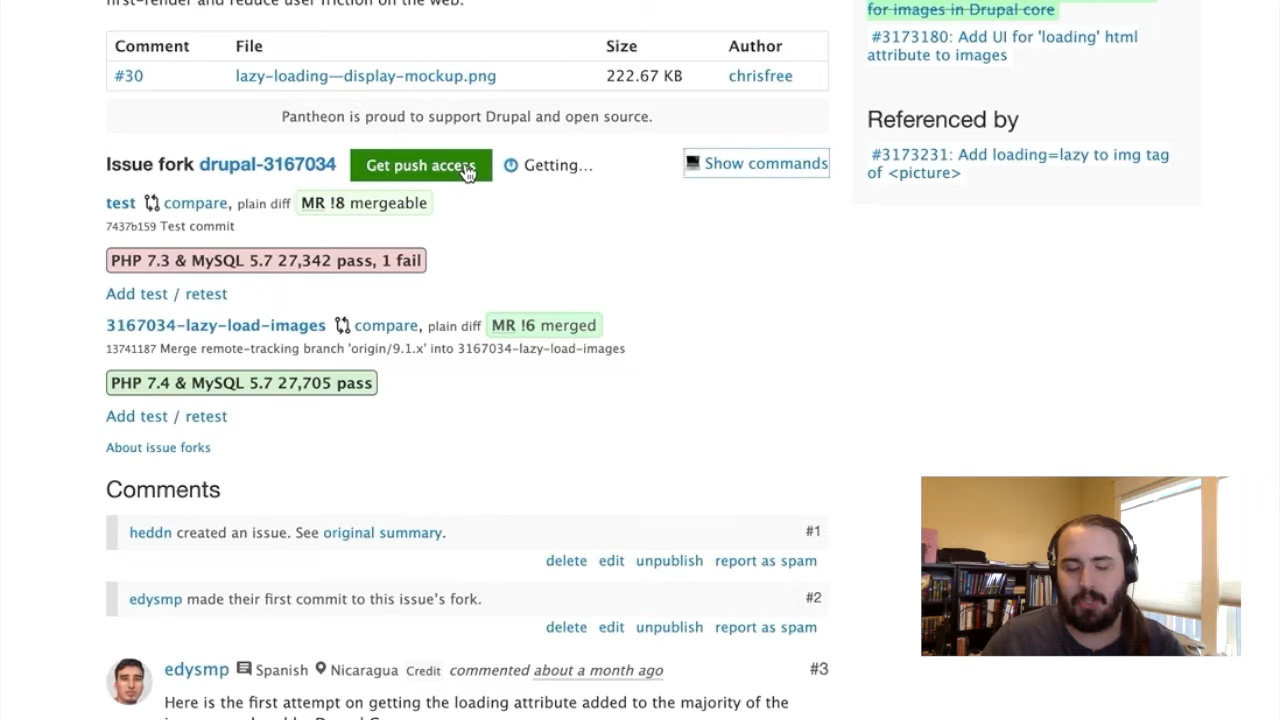 first-render and reduce user friction on the web.
for images in Drupal core
#3173180: Add UI for 'loading' html
attribute to images
Comment File Size Author
#30 lazy-loading—display-mockup.png 222.67 KB chrisfree
Pantheon is proud to support Drupal and open source.
Referenced by
#3173231: Add loading=lazy to img tag
of <picture>
Issue fork drupal-3167034 Get push access Getting... Show commands
test compare, plain diff MR !8 mergeable
7437b159 Test commit
PHP 7.3 & MySQL 5.7 27,342 pass, 1 fail
Add test / retest
3167034-lazy-load-images compare, plain diff MR !6 merged
13741187 Merge remote-tracking branch 'origin/9.1.x' into 3167034-lazy-load-images
PHP 7.4 & MySQL 5.7 27,705 pass
Add test / retest
About issue forks
Comments
heddn created an issue. See original summary. #1
delete edit unpublish report as spam
edysmp made their first commit to this issue's fork. #2
delete edit unpublish report as spam
edysmp Spanish Nicaragua Credit commented about a month ago #3
Here is the first attempt on getting the loading attribute added to the majority of the